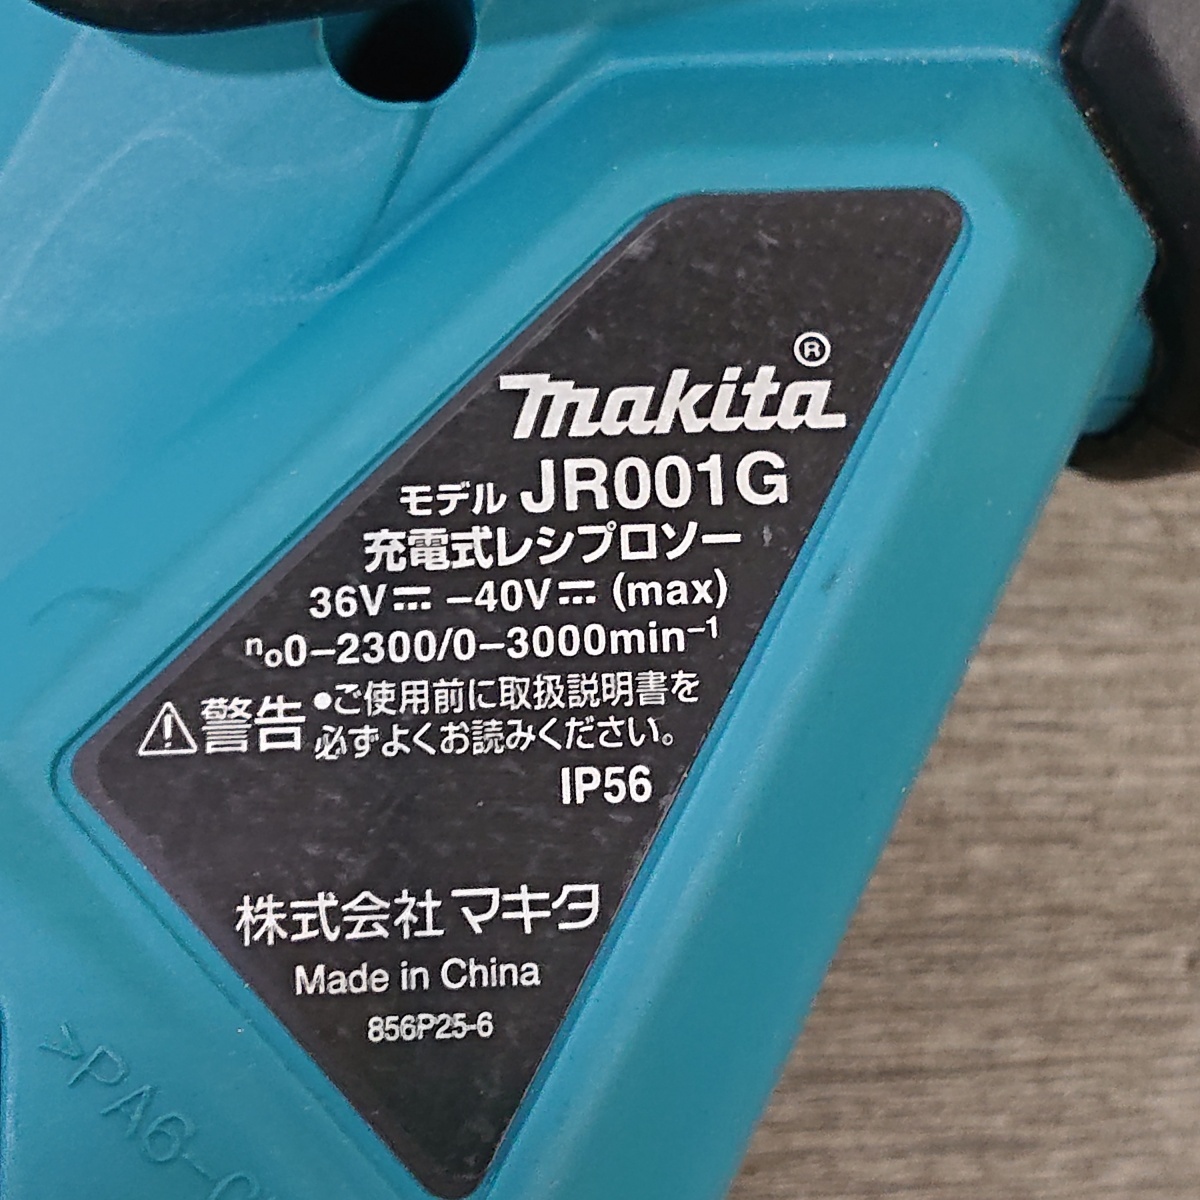 makita®
モデル JR001G
充電式レシプロソー
36V⎓ –40V⎓ (max)
n₀0–2300/0–3000min⁻¹
⚠警告 •ご使用前に取扱説明書を
必ずよくお読みください。
IP56
株式会社マキタ
Made in China
856P25-6
>PA6-